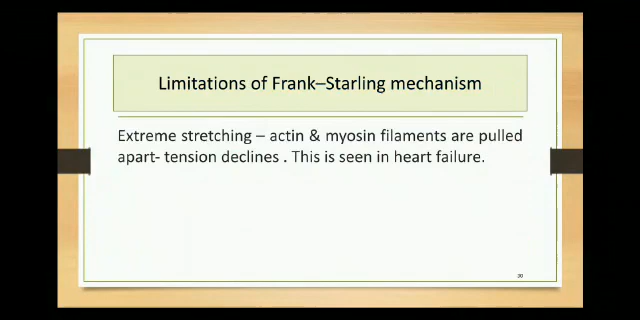 Limitations of Frank–Starling mechanism
Extreme stretching – actin & myosin filaments are pulled
apart- tension declines . This is seen in heart failure.
30